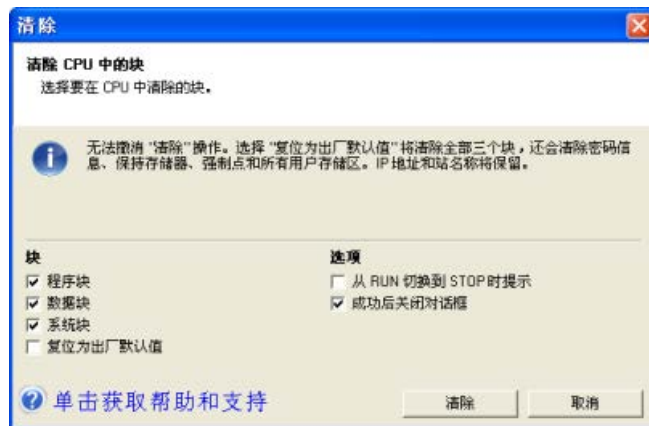 清除
清除 CPU 中的块
选择要在 CPU 中清除的块。
无法撤消 "清除"操作。选择 "复位为出厂默认值"将清除全部三个块，还会清除密码信
息、保持存储器、强制点和所有用户存储区。IP 地址和站名称将保留。
块
程序块
数据块
系统块
复位为出厂默认值
选项
从 RUN 切换到 STOP 时提示
成功后关闭对话框
单击获取帮助和支持
清除
取消